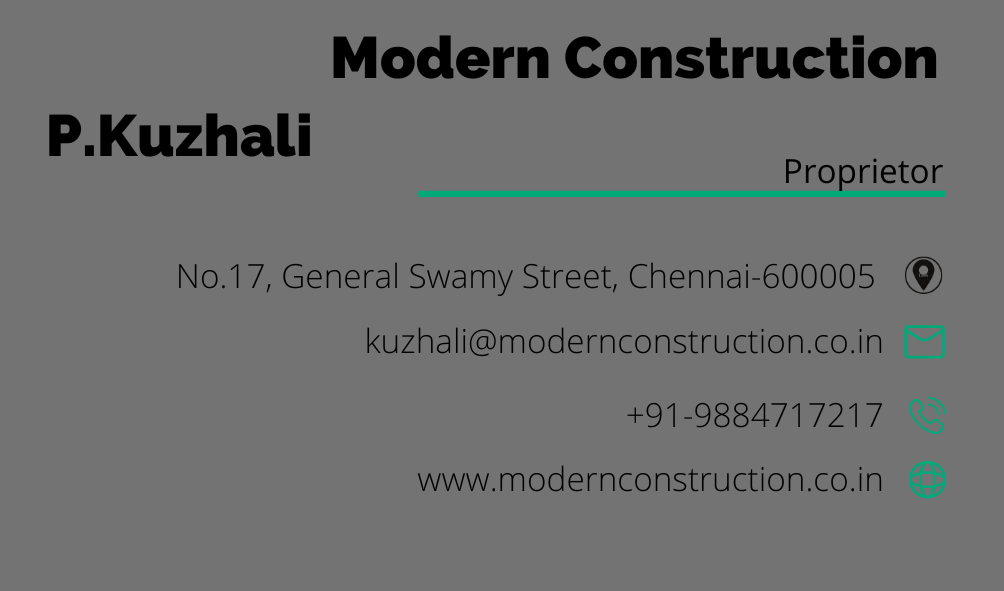 Modern Construction
P.Kuzhali
Proprietor
No.17, General Swamy Street, Chennai-600005
kuzhali@modernconstruction.co.in
+91-9884717217
www.modernconstruction.co.in